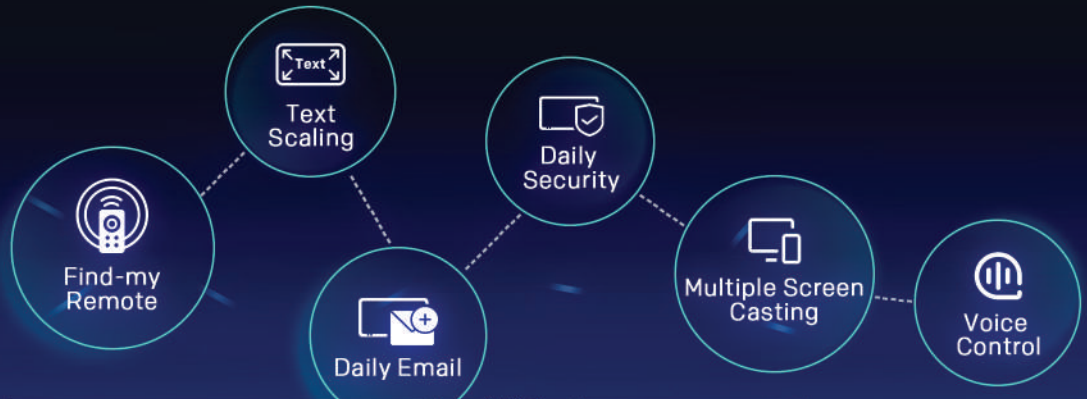 Find-my
Remote
Text
Text
Scaling
Daily Email
Daily
Security
Multiple Screen
Casting
Voice
Control